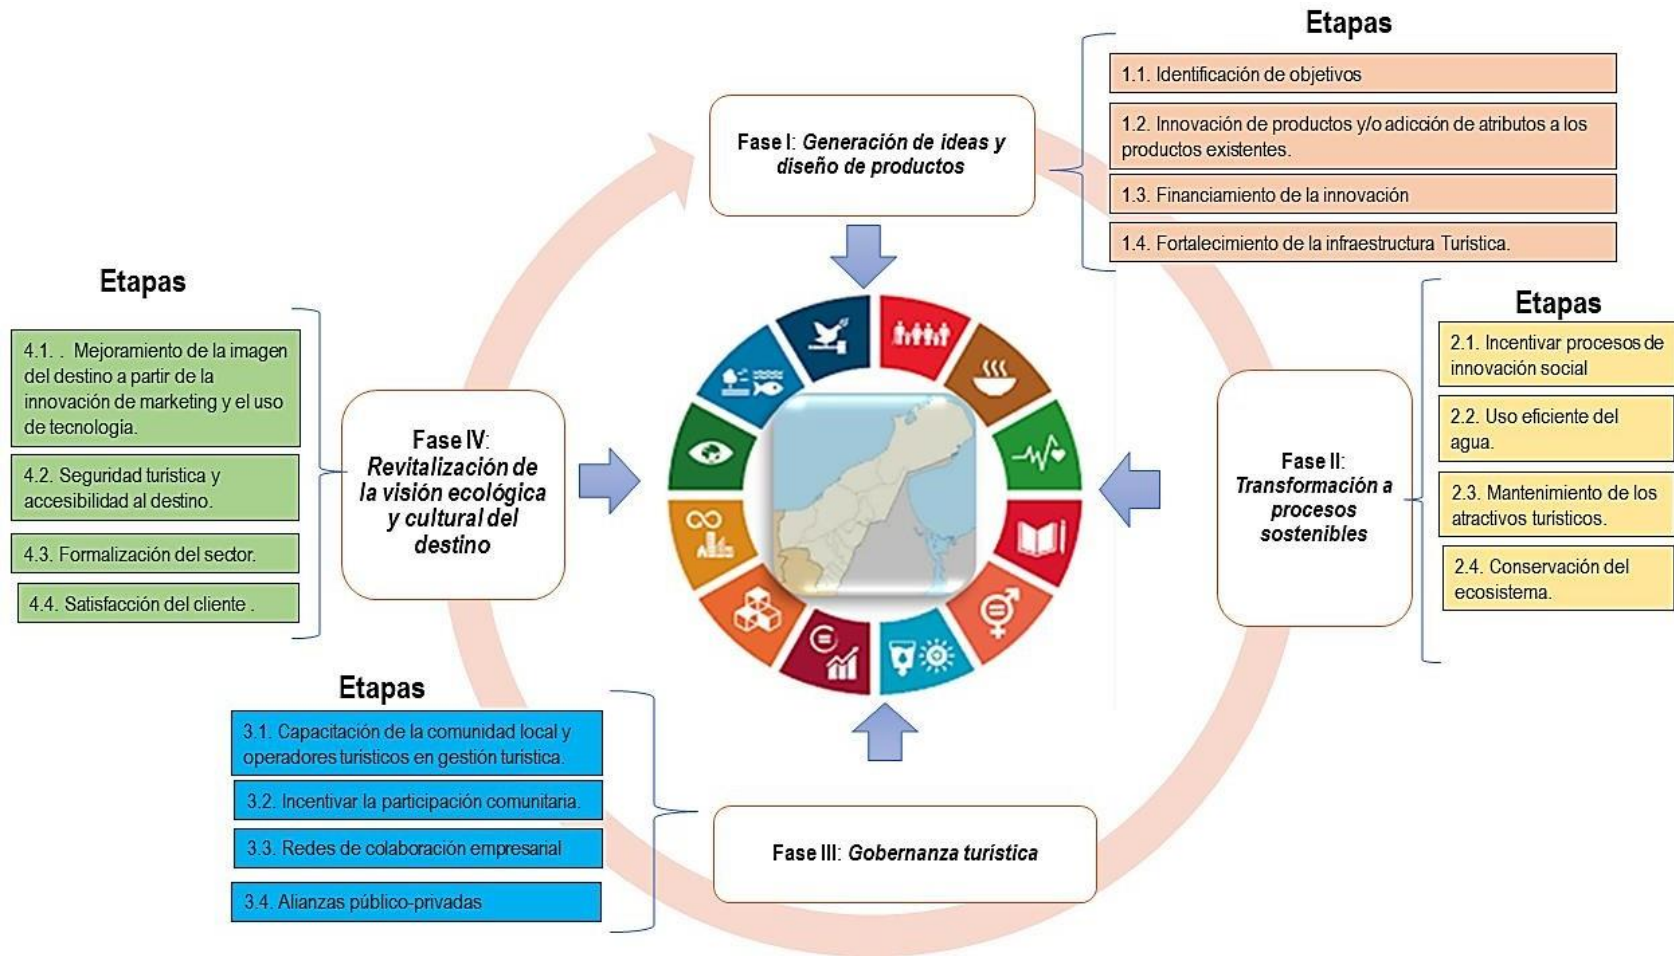 Etapas
1.1. Identificación de objetivos
1.2. Innovación de productos y/o adicción de atributos a los
productos existentes.
1.3. Financiamiento de la innovación
1.4. Fortalecimiento de la infraestructura Turística.
Fase I: Generación de ideas y
diseño de productos
Etapas
2.1. Incentivar procesos de
innovación social
2.2. Uso eficiente del
agua.
2.3. Mantenimiento de los
atractivos turísticos.
2.4. Conservación del
ecosistema.
Fase II:
Transformación a
procesos
sostenibles
Etapas
3.1. Capacitación de la comunidad local y
operadores turísticos en gestión turística.
3.2. Incentivar la participación comunitaria.
3.3. Redes de colaboración empresarial
3.4. Alianzas público-privadas
Fase III: Gobernanza turística
Etapas
4.1. . Mejoramiento de la imagen
del destino a partir de la
innovación de marketing y el uso
de tecnología.
4.2. Seguridad turística y
accesibilidad al destino.
4.3. Formalización del sector.
4.4. Satisfacción del cliente .
Fase IV:
Revitalización de
la visión ecológica
y cultural del
destino